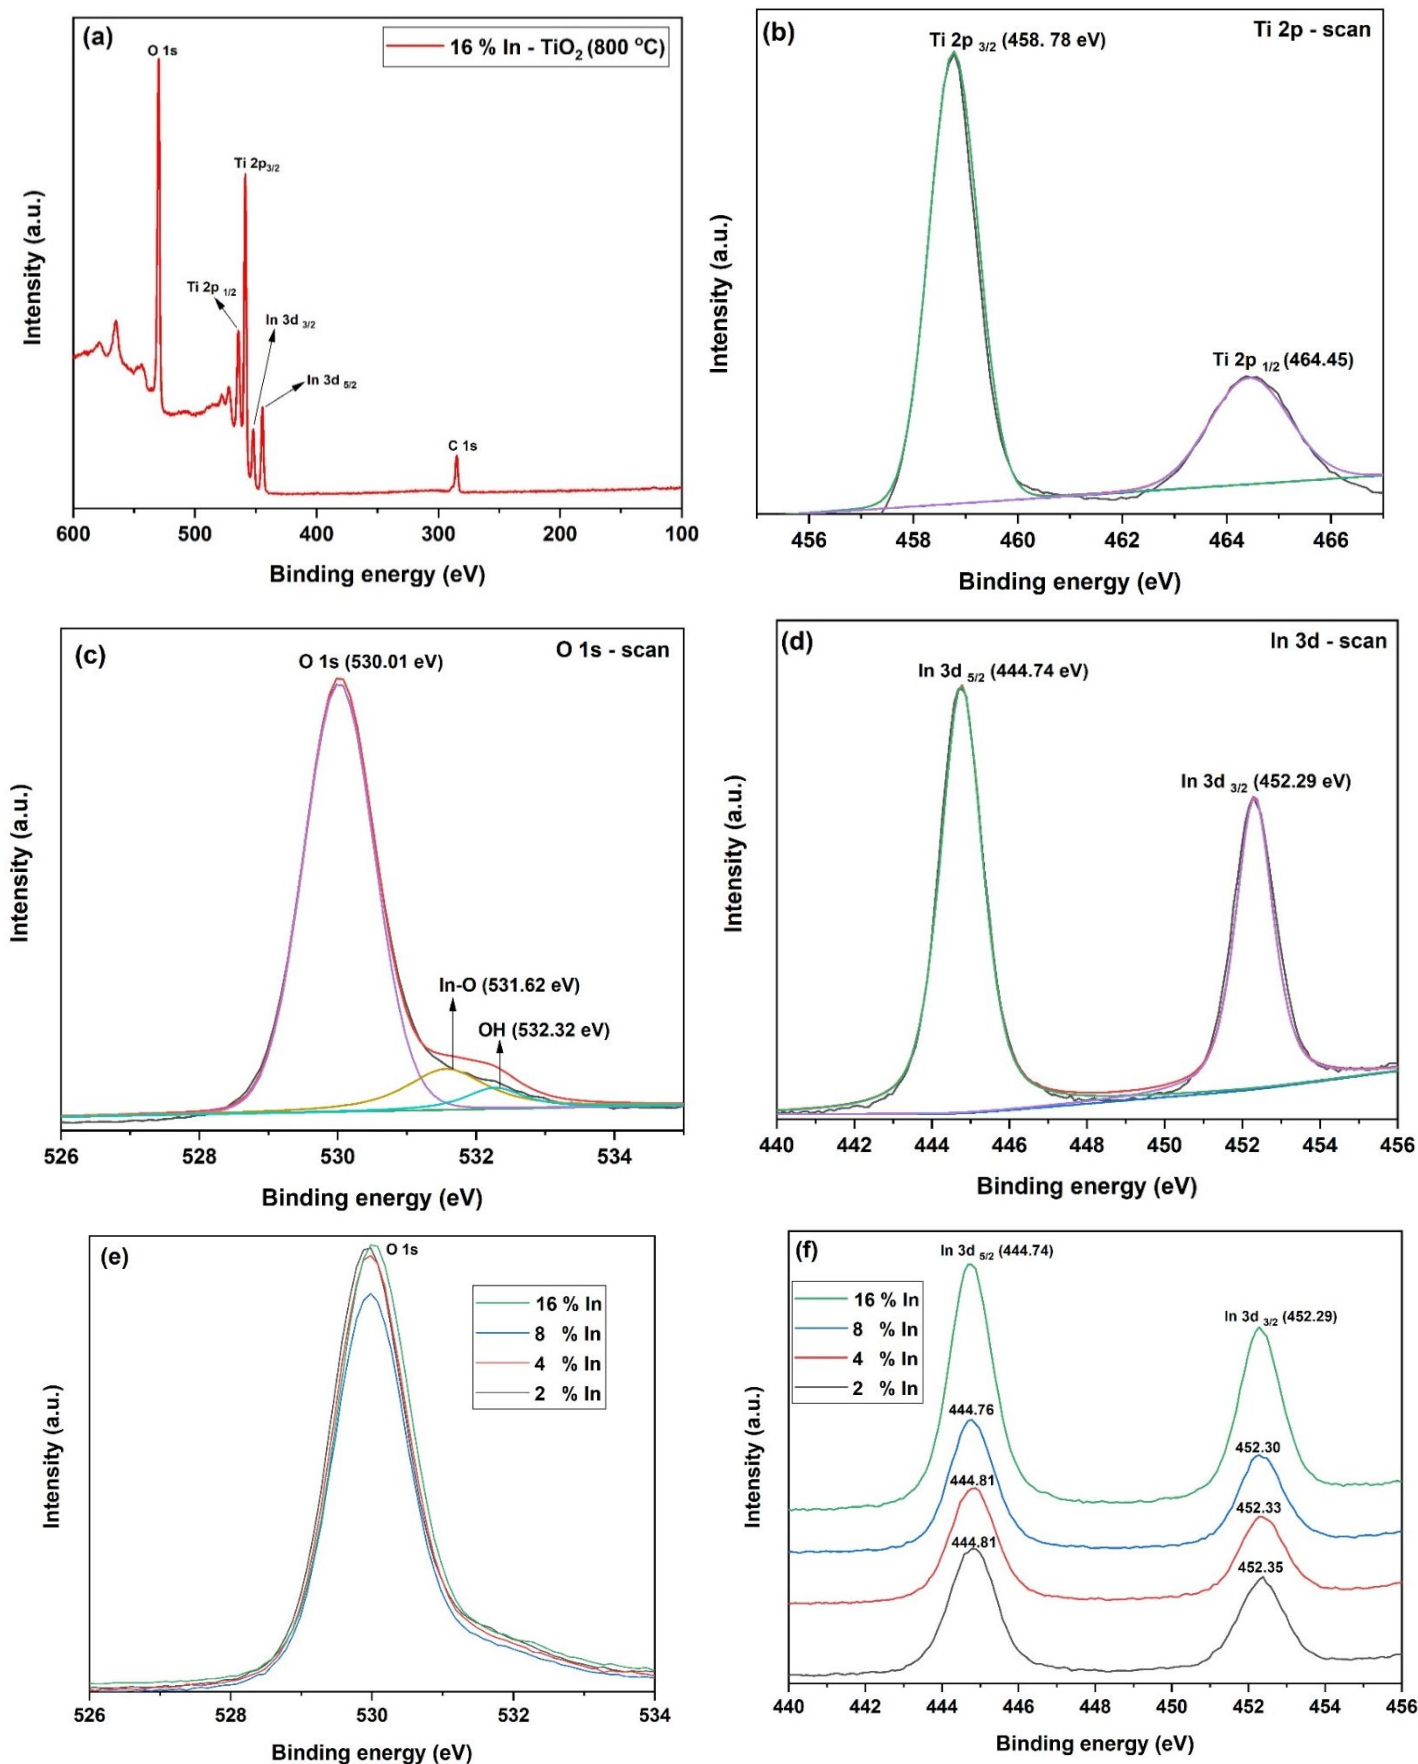 (a)
16 % In - TiO2 (800 °C)
O 1s
Ti 2p3/2
Ti 2p 1/2
In 3d 3/2
In 3d 5/2
C 1s
Intensity (a.u.)
600 500 400 300 200 100
Binding energy (eV)
(b)
Ti 2p - scan
Ti 2p 3/2 (458. 78 eV)
Ti 2p 1/2 (464.45)
Intensity (a.u.)
456 458 460 462 464 466
Binding energy (eV)
(c)
O 1s - scan
O 1s (530.01 eV)
In-O (531.62 eV)
OH (532.32 eV)
Intensity (a.u.)
526 528 530 532 534
Binding energy (eV)
(d)
In 3d - scan
In 3d 5/2 (444.74 eV)
In 3d 3/2 (452.29 eV)
Intensity (a.u.)
440 442 444 446 448 450 452 454 456
Binding energy (eV)
(e)
O 1s
16 % In
8 % In
4 % In
2 % In
Intensity (a.u.)
526 528 530 532 534
Binding energy (eV)
(f)
In 3d 5/2 (444.74)
16 % In
8 % In
4 % In
2 % In
In 3d 3/2 (452.29)
444.76
452.30
444.81
452.33
444.81
452.35
Intensity (a.u.)
440 442 444 446 448 450 452 454 456
Binding energy (eV)